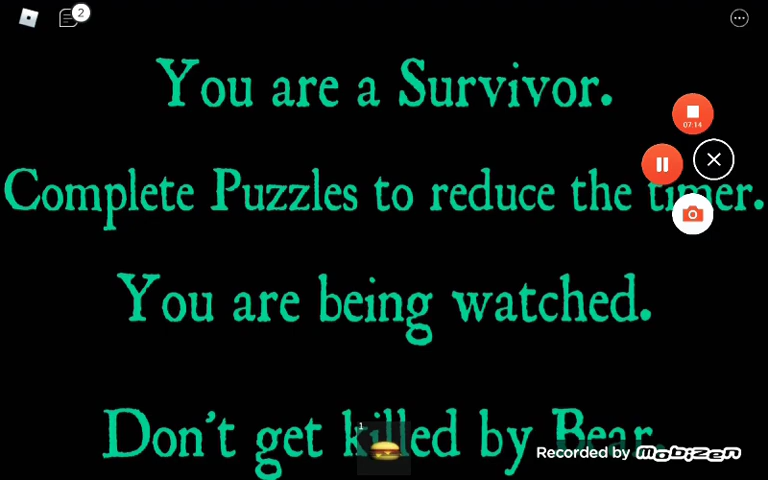 2
You are a Survivor.
07:14
Complete Puzzles to reduce the timer.
You are being watched.
Don't get killed by Bear.
1
Recorded by mobizen